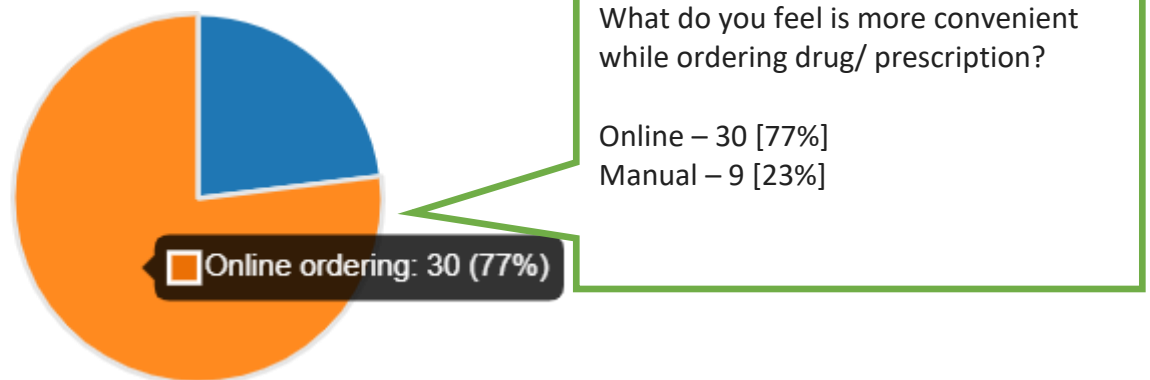 What do you feel is more convenient
while ordering drug/ prescription?
Online – 30 [77%]
Manual – 9 [23%]
Online ordering: 30 (77%)